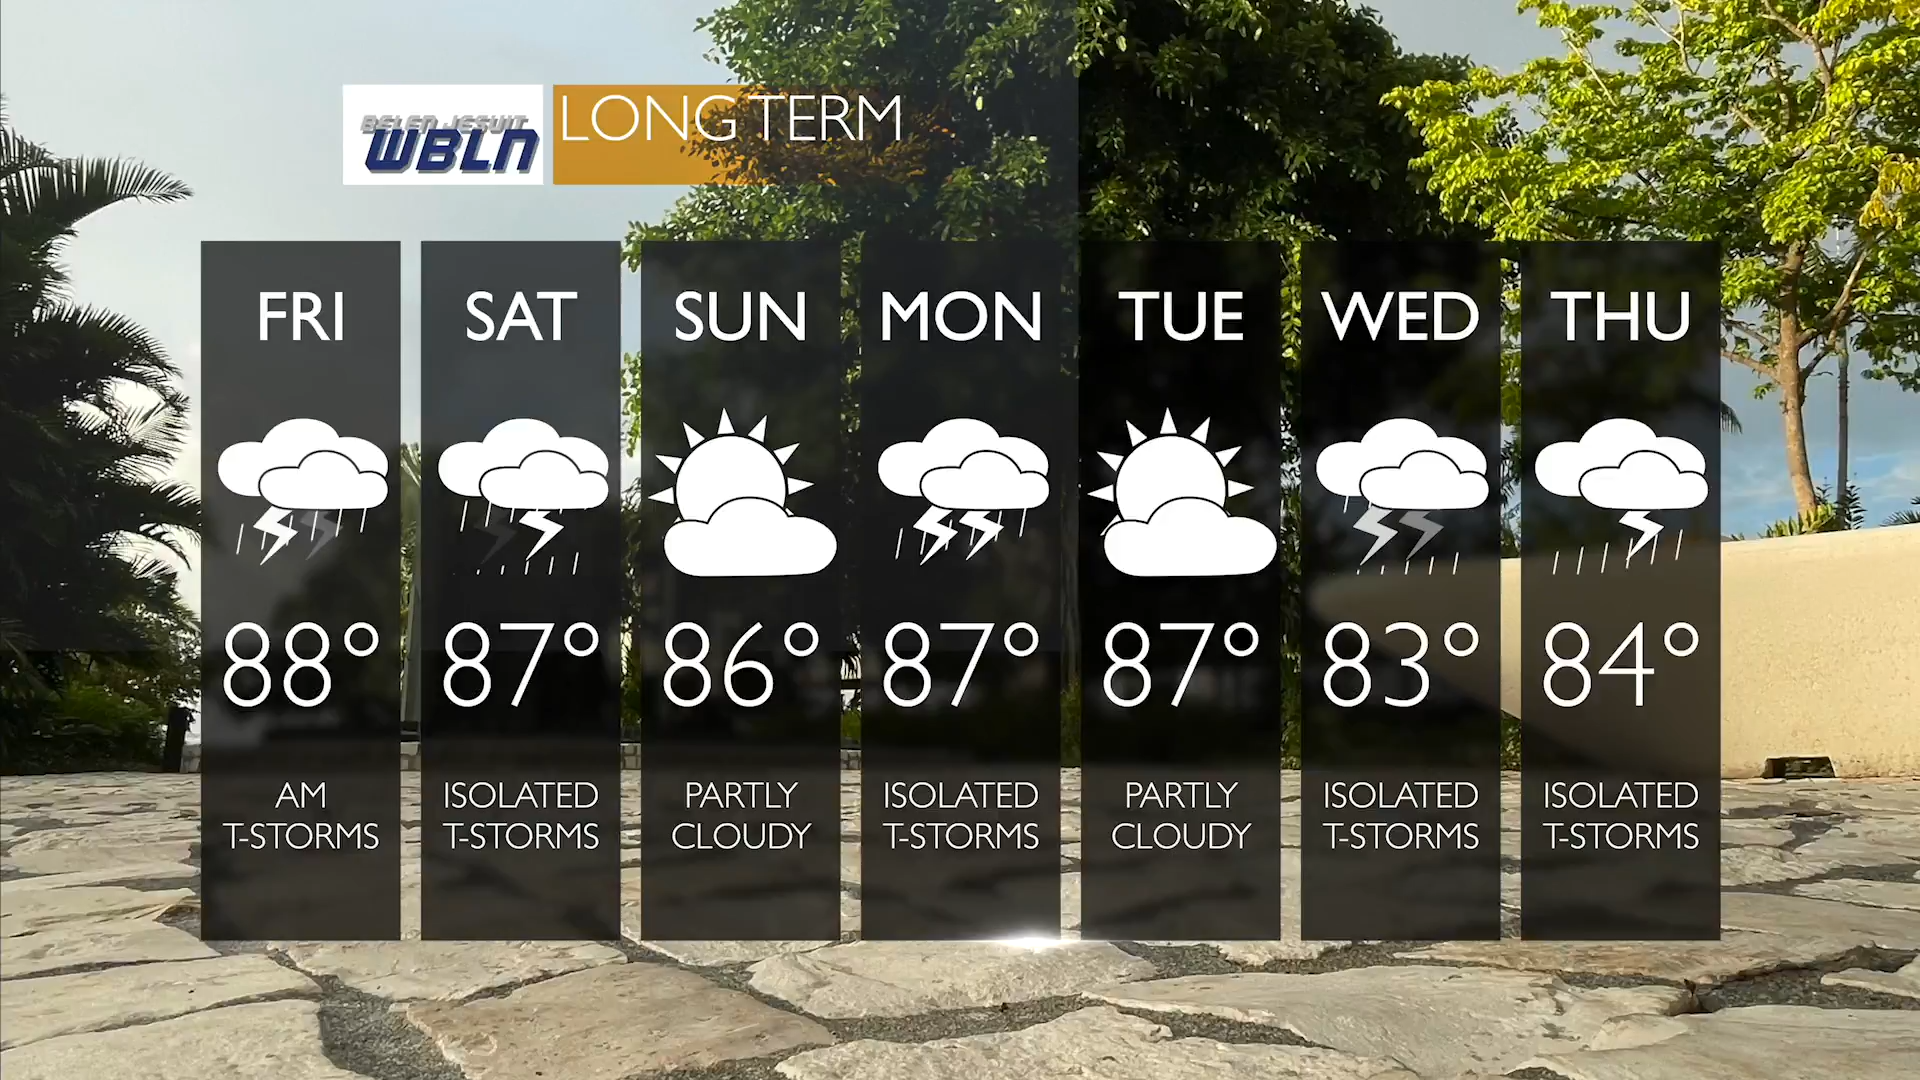 BELEN JESUIT
WBLN
LONG TERM
FRI
SAT
SUN
MON
TUE
WED
THU
88°
87°
86°
87°
87°
83°
84°
AM
T-STORMS
ISOLATED
T-STORMS
PARTLY
CLOUDY
ISOLATED
T-STORMS
PARTLY
CLOUDY
ISOLATED
T-STORMS
ISOLATED
T-STORMS